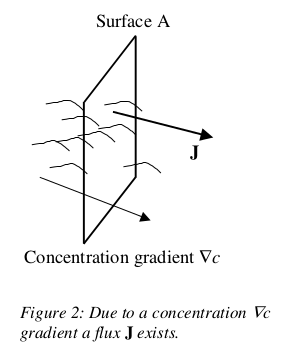 Surface A
J
Concentration gradient ∇c
Figure 2: Due to a concentration ∇c
gradient a flux J exists.